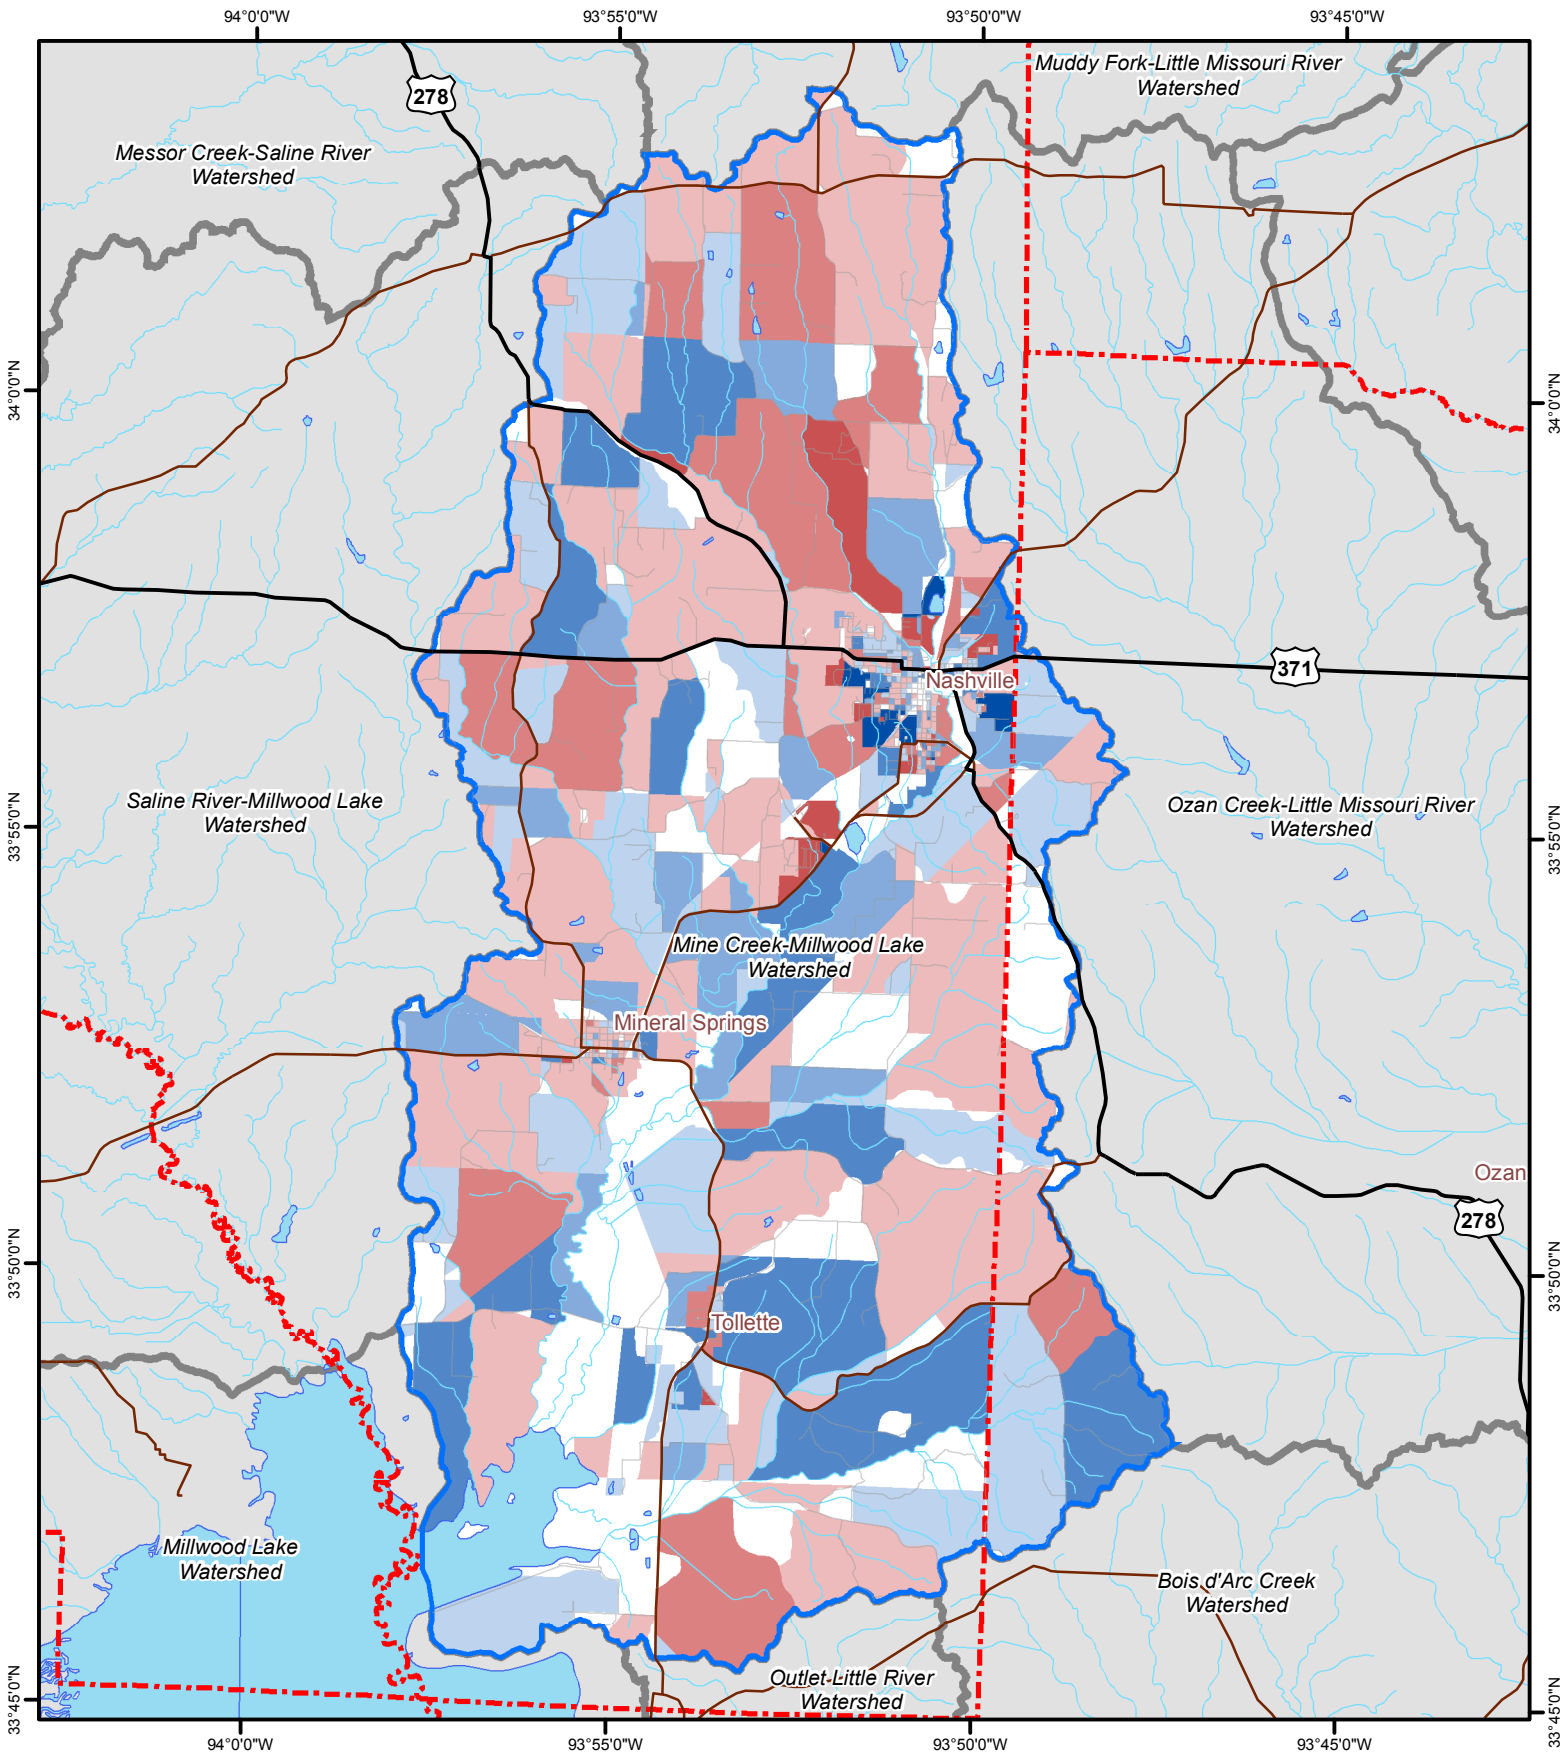 94°0'0"W
93°55'0"W
93°50'0"W
93°45'0"W
Muddy Fork-Little Missouri River
Watershed
278
Messor Creek-Saline River
Watershed
34°0'0"N
34°0'0"N
371
Nashville
Saline River-Millwood Lake
Watershed
Ozan Creek-Little Missouri River
Watershed
33°55'0"N
33°55'0"N
Mine Creek-Millwood Lake
Watershed
Mineral Springs
Ozan
278
33°50'0"N
33°50'0"N
Tollette
Millwood Lake
Watershed
Bois d'Arc Creek
Watershed
Outlet-Little River
Watershed
33°45'0"N
33°45'0"N
94°0'0"W
93°55'0"W
93°50'0"W
93°45'0"W